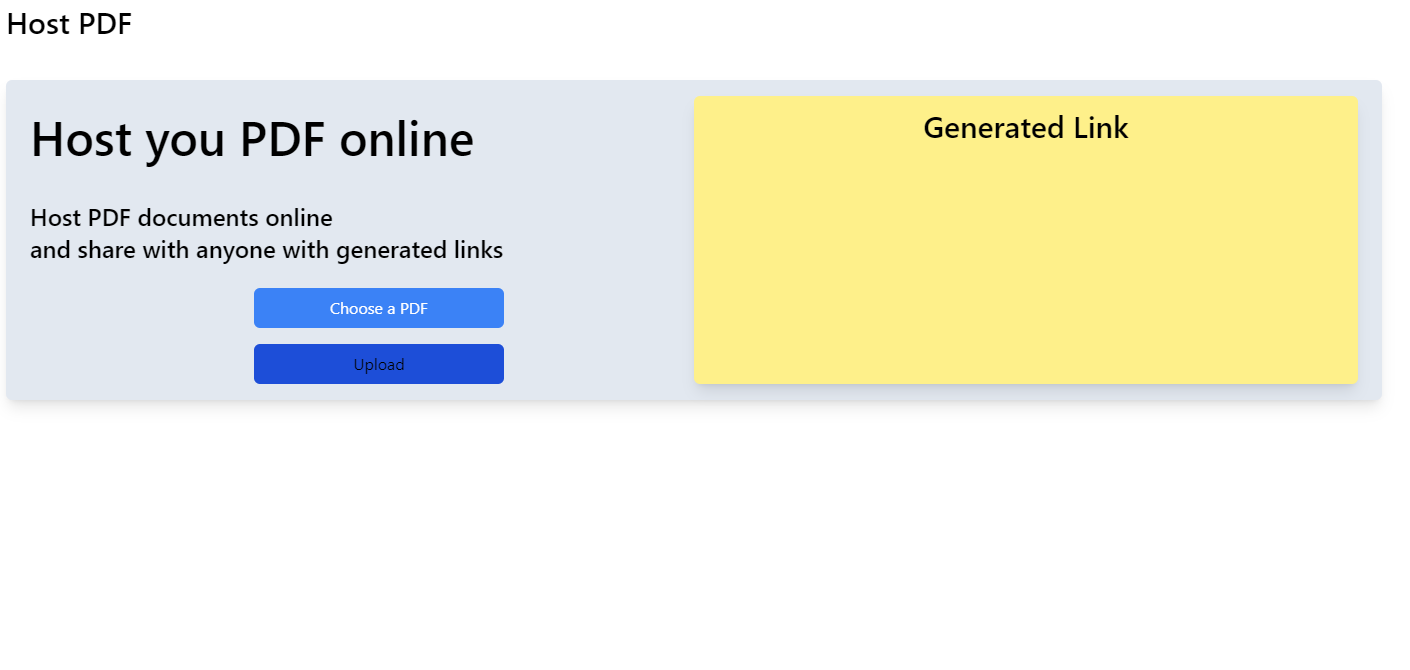 Host PDF
Host you PDF online
Host PDF documents online
and share with anyone with generated links
Choose a PDF
Upload
Generated Link